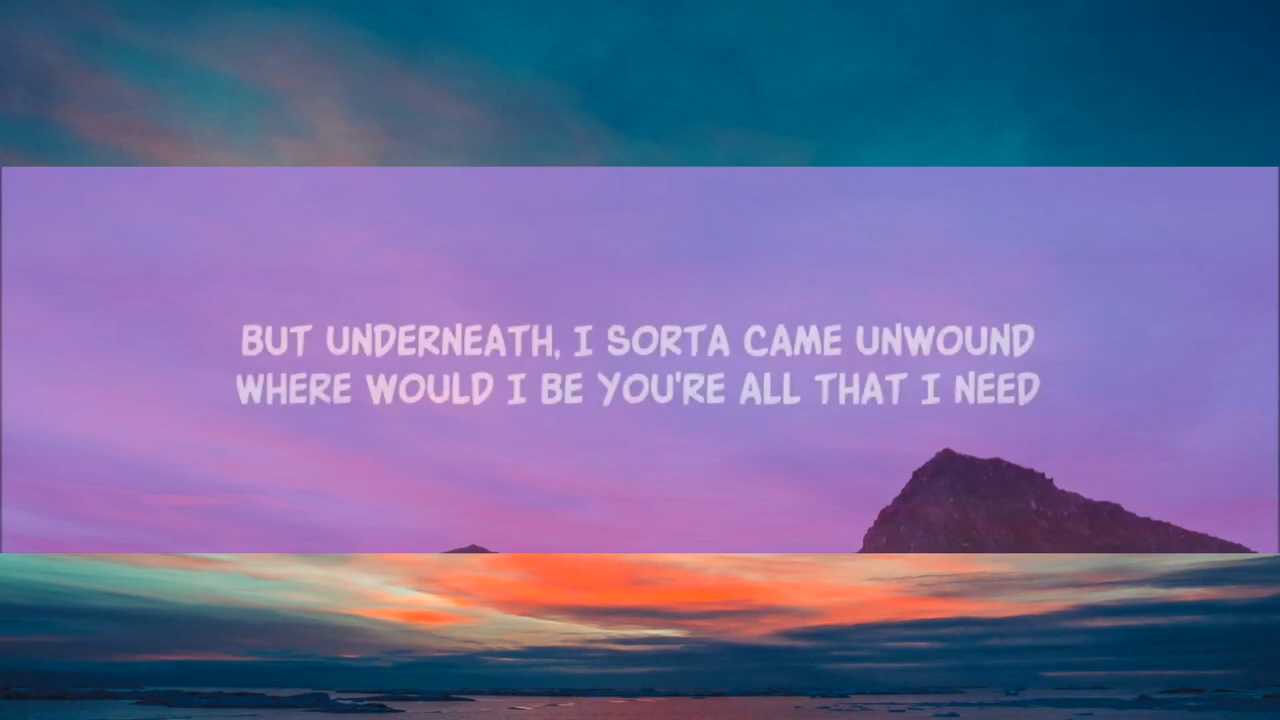 BUT UNDERNEATH, I SORTA CAME UNWOUND
WHERE WOULD I BE YOU'RE ALL THAT I NEED